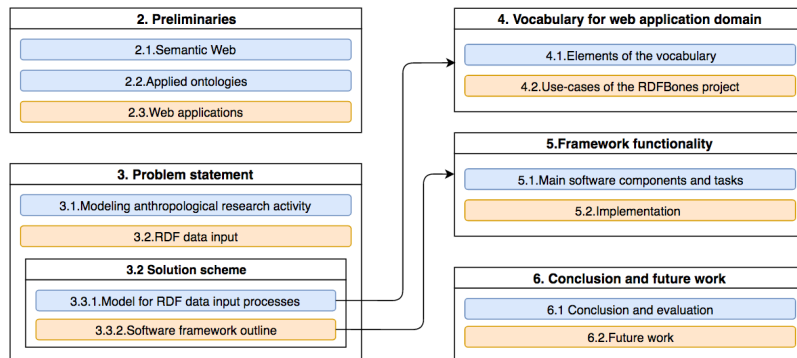 2. Preliminaries
2.1.Semantic Web
2.2.Applied ontologies
2.3.Web applications
3. Problem statement
3.1.Modeling anthropological research activity
3.2.RDF data input
3.2 Solution scheme
3.3.1.Model for RDF data input processes
3.3.2.Software framework outline
4. Vocabulary for web application domain
4.1.Elements of the vocabulary
4.2.Use-cases of the RDFBones project
5.Framework functionality
5.1.Main software components and tasks
5.2.Implementation
6. Conclusion and future work
6.1 Conclusion and evaluation
6.2.Future work